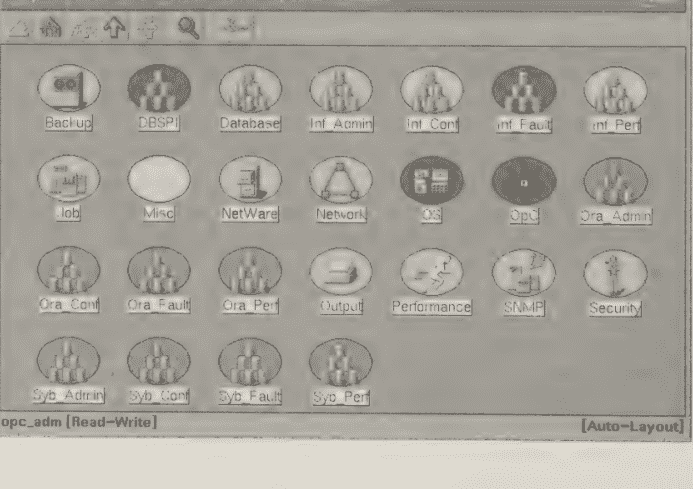 Backup DBSPI Database Inf_Admin Inf_Conf Inf_Fault Inf_Perf
Job Misc NetWare Network OS OpC Ora_Admin
Ora_Conf Ora_Fault Ora_Perf Output Performance SNMP Security
Syb_Admin Syb_Conf Syb_Fault Syb_Perf
opc_adm [Read-Write] [Auto-Layout]